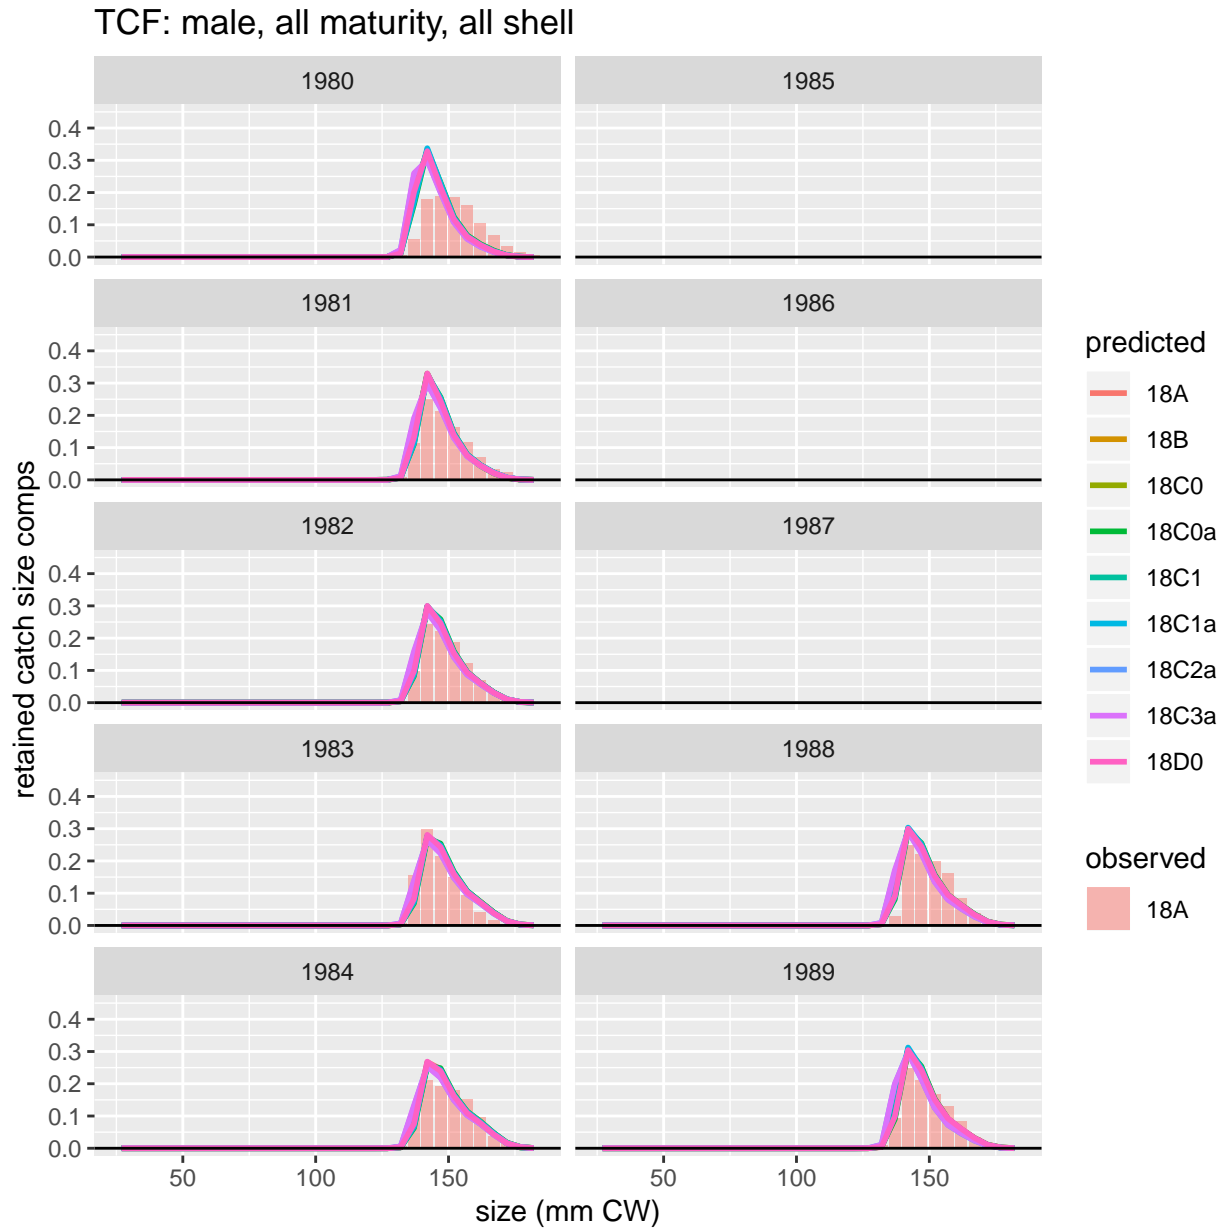 TCF: male, all maturity, all shell
1980
1985
0.4
0.3
0.2
0.1
0.0
1981
1986
0.4
0.3
0.2
0.1
0.0
1982
1987
0.4
0.3
0.2
0.1
0.0
1983
1988
0.4
0.3
0.2
0.1
0.0
1984
1989
0.4
0.3
0.2
0.1
0.0
50
100
150
50
100
150
size (mm CW)
retained catch size comps
predicted
18A
18B
18C0
18C0a
18C1
18C1a
18C2a
18C3a
18D0
observed
18A